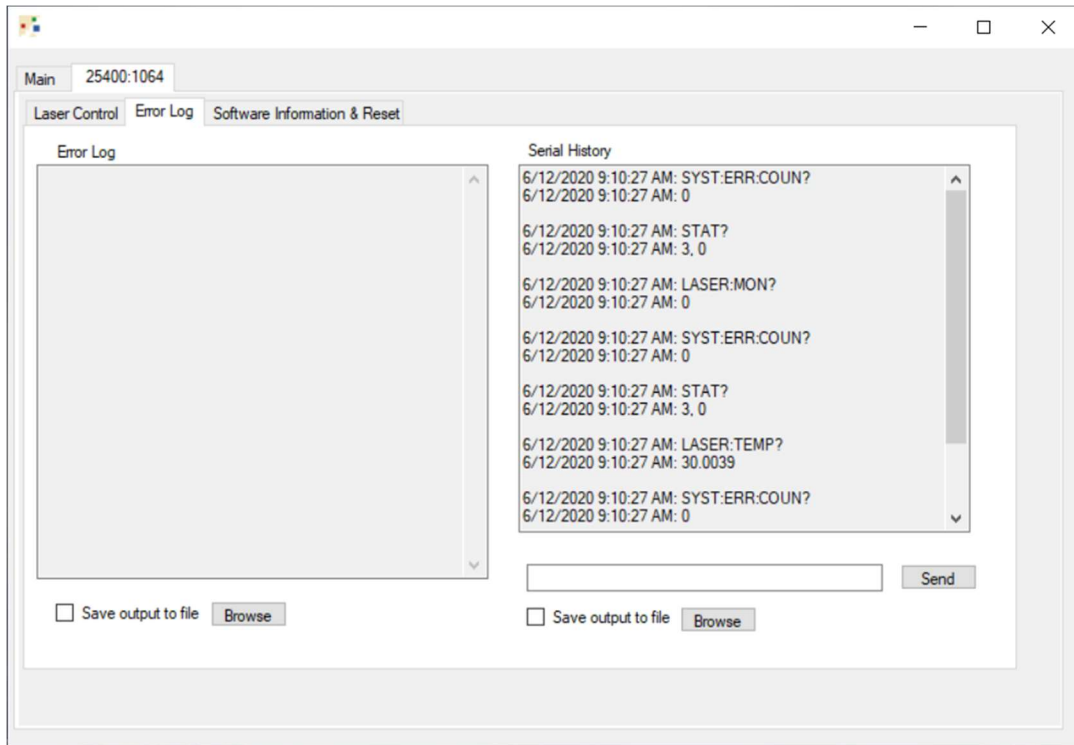 Main 25400:1064
Laser Control Error Log Software Information & Reset
Error Log
Serial History
6/12/2020 9:10:27 AM: SYST:ERR:COUN?
6/12/2020 9:10:27 AM: 0
6/12/2020 9:10:27 AM: STAT?
6/12/2020 9:10:27 AM: 3, 0
6/12/2020 9:10:27 AM: LASER:MON?
6/12/2020 9:10:27 AM: 0
6/12/2020 9:10:27 AM: SYST:ERR:COUN?
6/12/2020 9:10:27 AM: 0
6/12/2020 9:10:27 AM: STAT?
6/12/2020 9:10:27 AM: 3, 0
6/12/2020 9:10:27 AM: LASER:TEMP?
6/12/2020 9:10:27 AM: 30.0039
6/12/2020 9:10:27 AM: SYST:ERR:COUN?
6/12/2020 9:10:27 AM: 0
Send
Save output to file Browse
Save output to file Browse